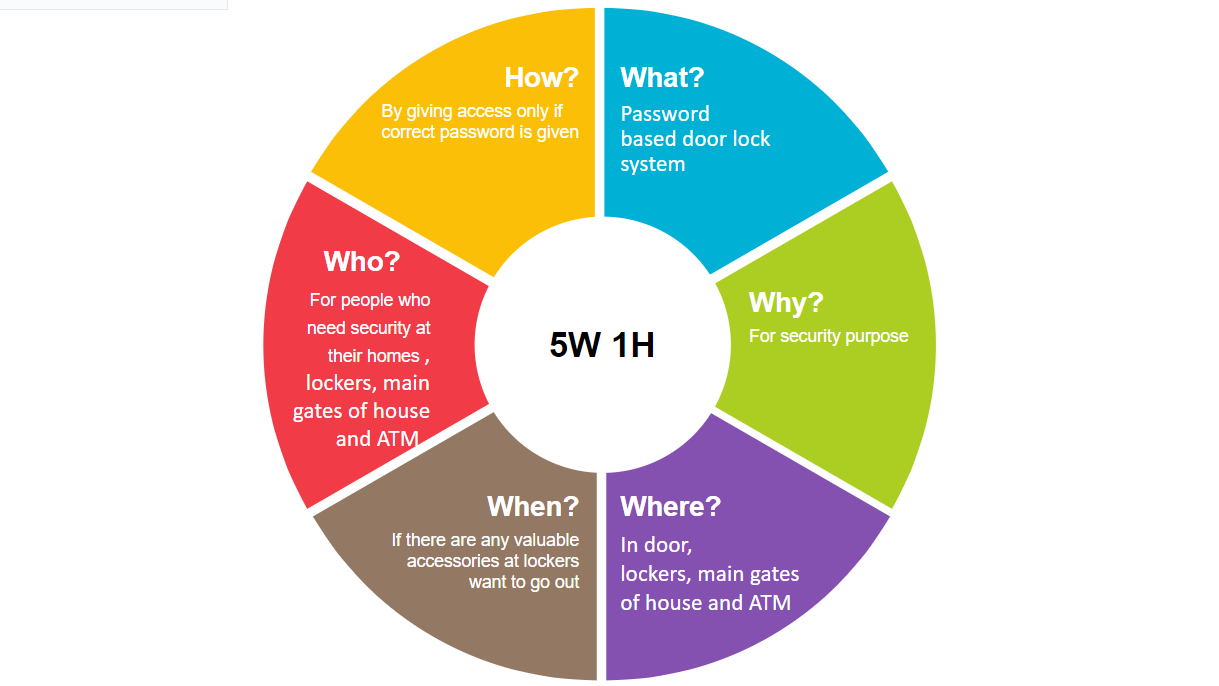 How?
By giving access only if
correct password is given
What?
Password
based door lock
system
Who?
For people who
need security at
their homes ,
lockers, main
gates of house
and ATM
5W 1H
Why?
For security purpose
When?
If there are any valuable
accessories at lockers
want to go out
Where?
In door,
lockers, main gates
of house and ATM